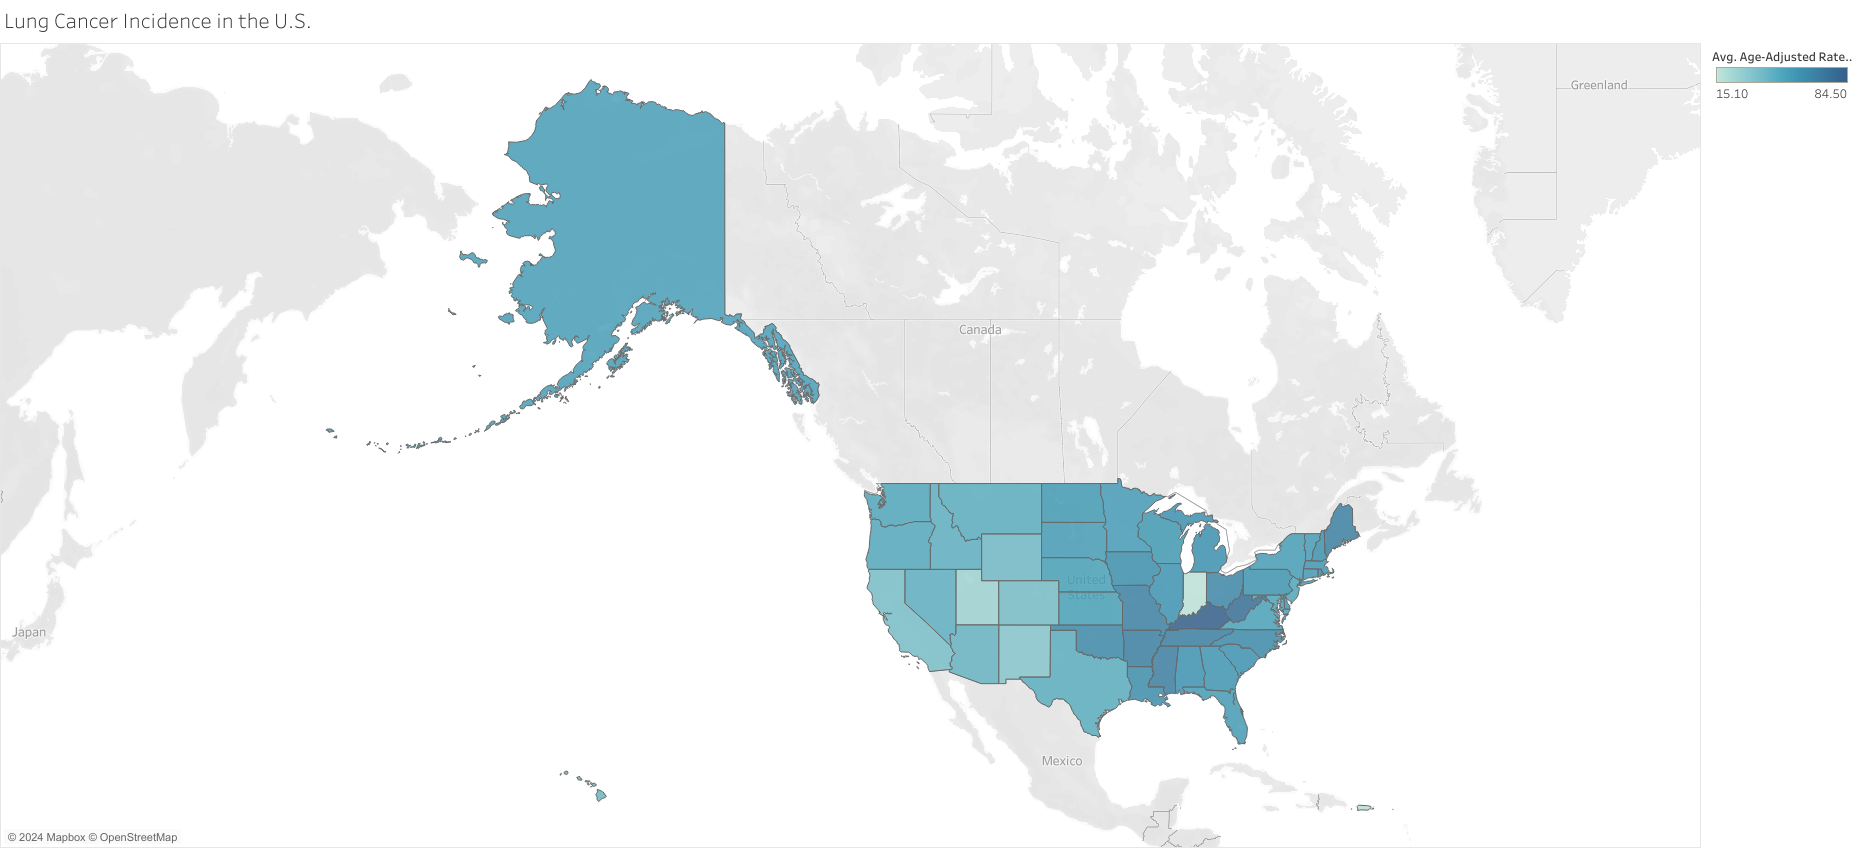 Lung Cancer Incidence in the U.S.
Avg. Age-Adjusted Rate..
15.10 84.50
Greenland
Canada
United
States
Japan
Mexico
© 2024 Mapbox © OpenStreetMap